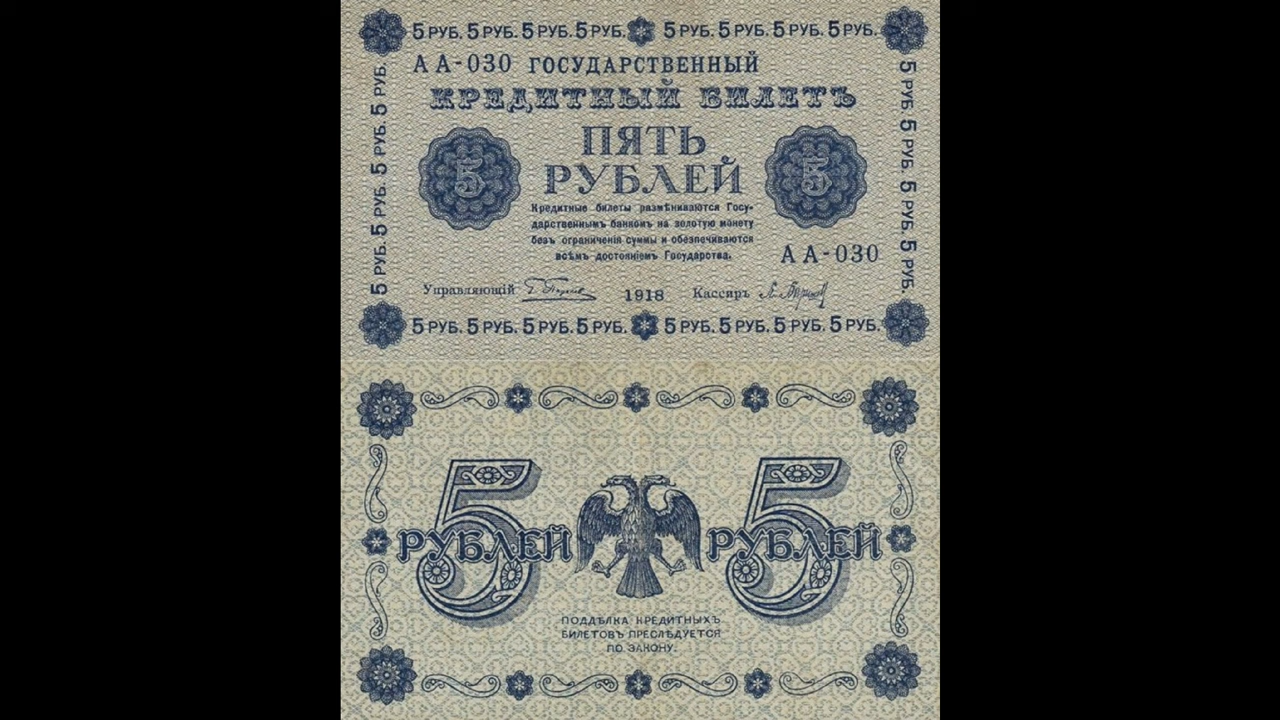 5 РУБ. 5 РУБ. 5 РУБ. 5 РУБ. 5 РУБ. 5 РУБ. 5 РУБ. 5 РУБ.
5 РУБ. 5 РУБ. 5 РУБ. 5 РУБ.
5 РУБ. 5 РУБ. 5 РУБ. 5 РУБ.
АА-030 ГОСУДАРСТВЕННЫЙ
КРЕДИТНЫЙ БИЛЕТЪ
5 ПЯТЬ 5
РУБЛЕЙ
Кредитные билеты размѣниваются Госу-
дарственнымъ банкомъ на золотую монету
безъ ограниченія суммы и обезпечиваются
всѣмъ достояніемъ Государства.
АА-030
Управляющій 1918 Кассиръ
5 РУБ. 5 РУБ. 5 РУБ. 5 РУБ. 5 РУБ. 5 РУБ. 5 РУБ. 5 РУБ.
5 5
РУБЛЕЙ РУБЛЕЙ
ПОДДѢЛКА КРЕДИТНЫХЪ
БИЛЕТОВЪ ПРЕСЛѢДУЕТСЯ
ПО ЗАКОНУ.